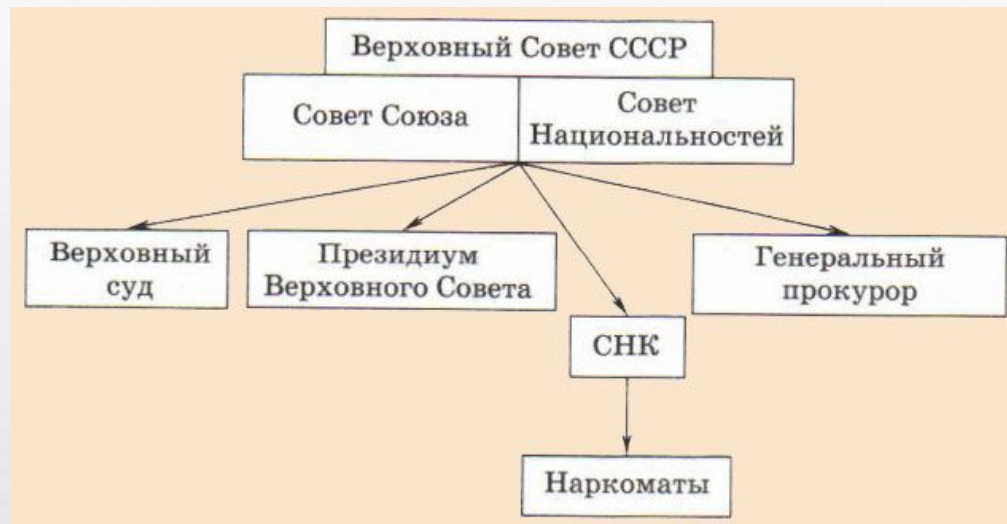 Верховный Совет СССР
Совет Союза
Совет
Национальностей
Верховный
суд
Президиум
Верховного Совета
Генеральный
прокурор
СНК
Наркоматы